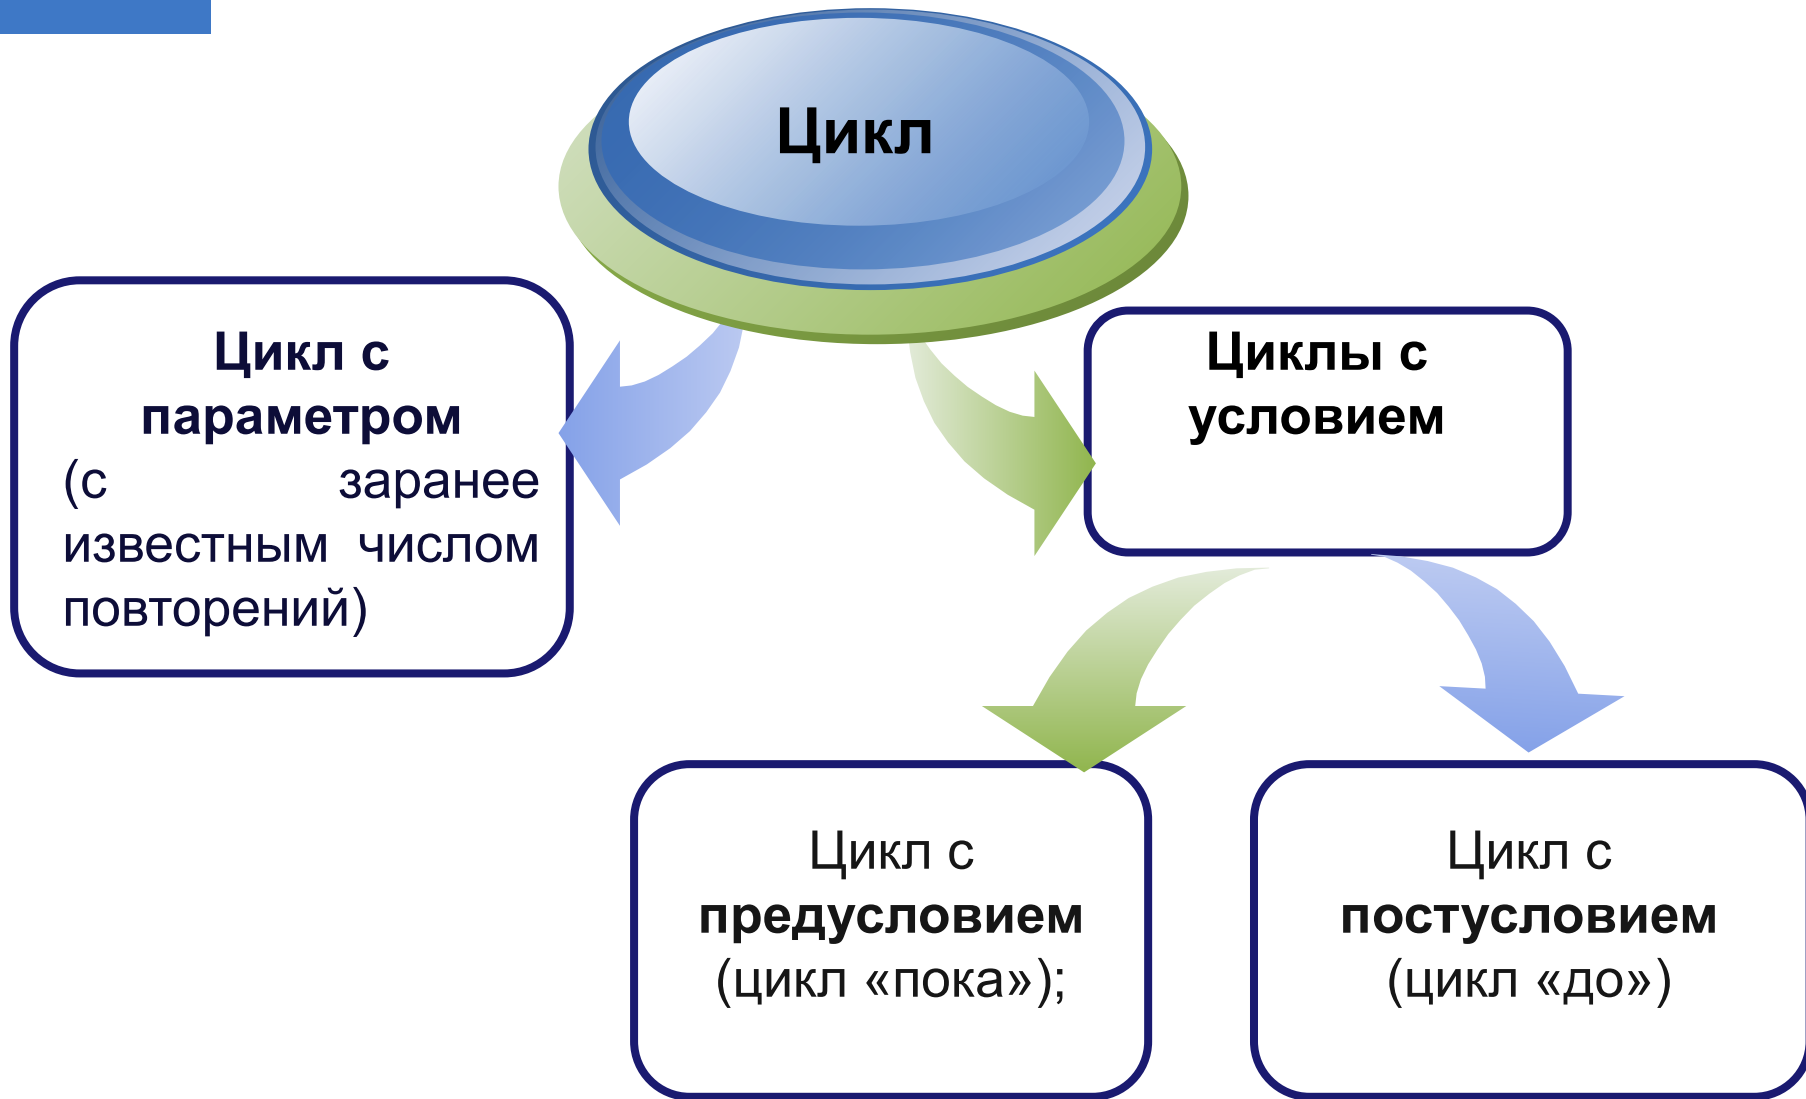 Цикл
Цикл с
параметром
(с заранее
известным числом
повторений)
Циклы с
условием
Цикл с
предусловием
(цикл «пока»);
Цикл с
постусловием
(цикл «до»)